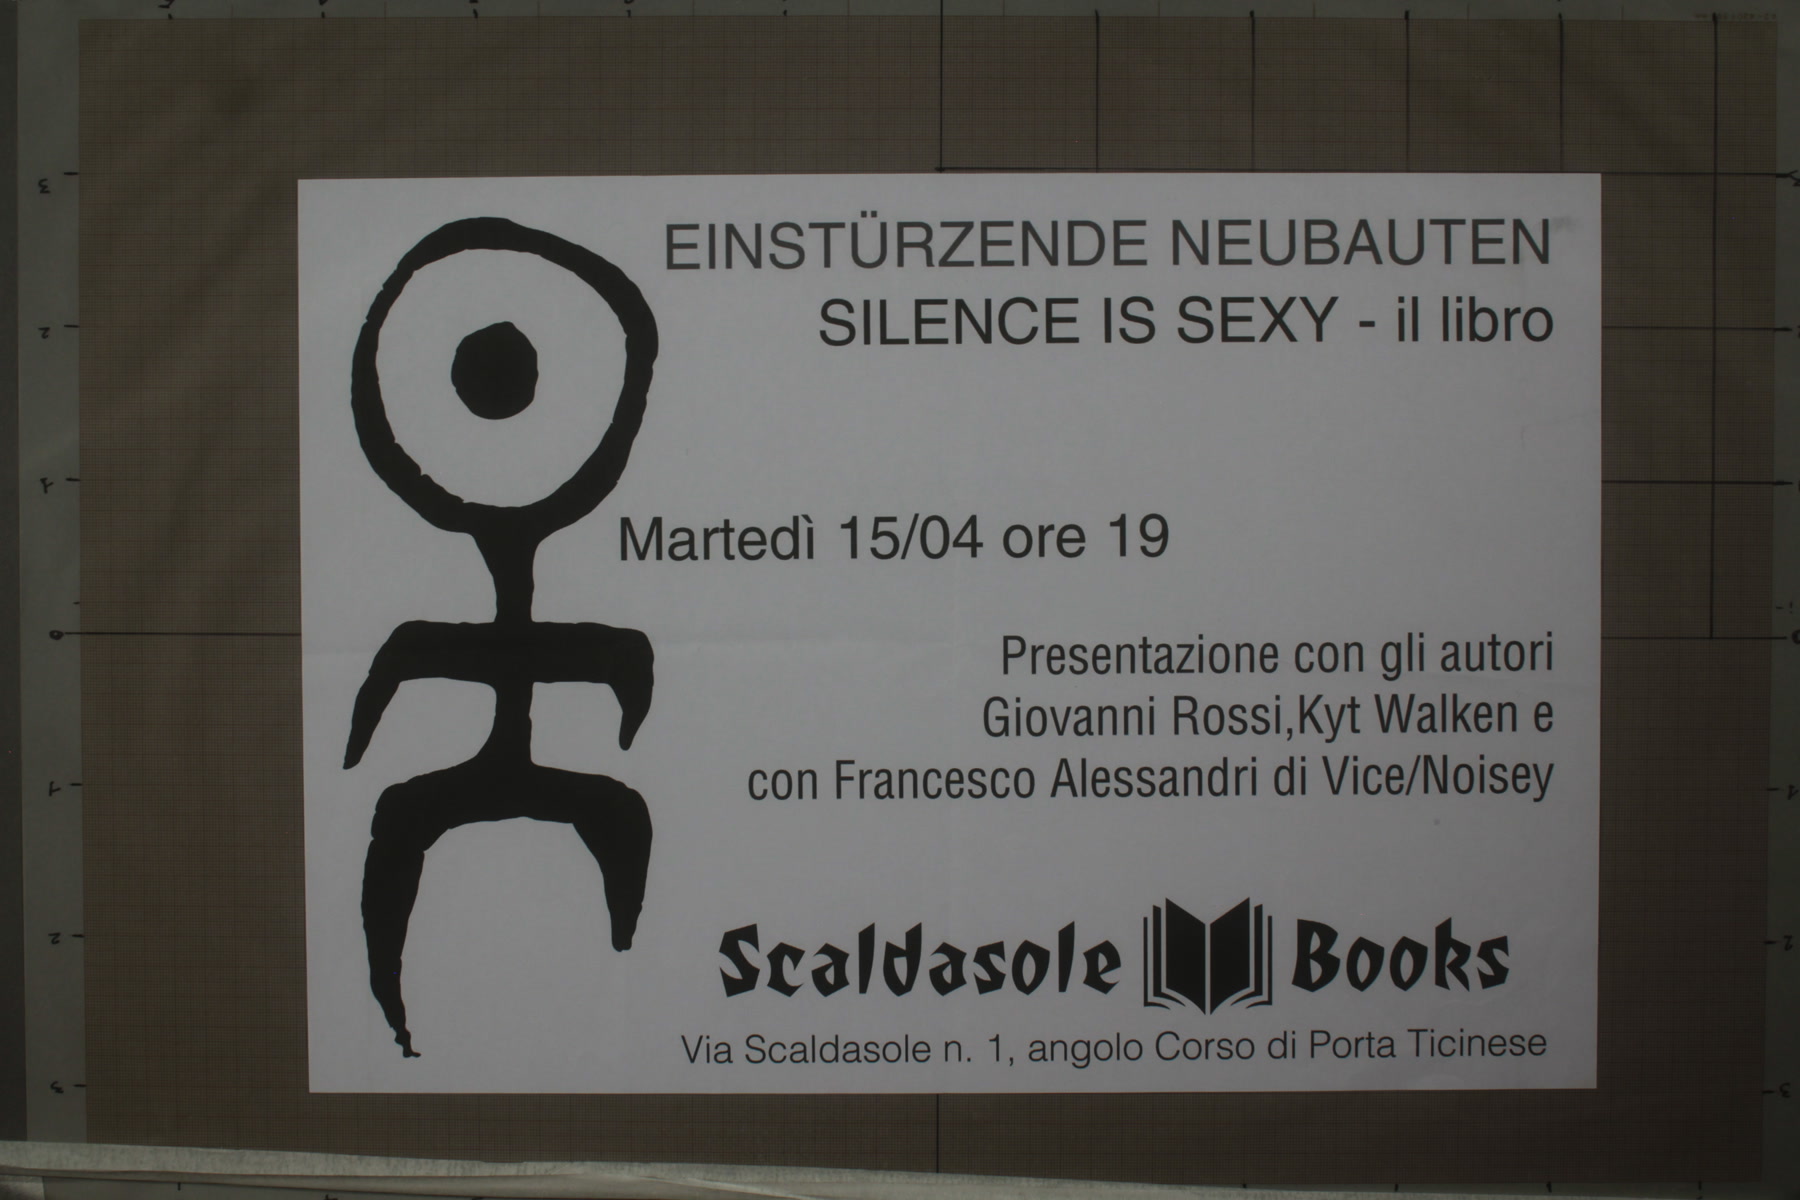 EINSTÜRZENDE NEUBAUTEN
SILENCE IS SEXY - il libro
Martedì 15/04 ore 19
Presentazione con gli autori
Giovanni Rossi,Kyt Walken e
con Francesco Alessandri di Vice/Noisey
Scaldasole Books
Via Scaldasole n. 1, angolo Corso di Porta Ticinese